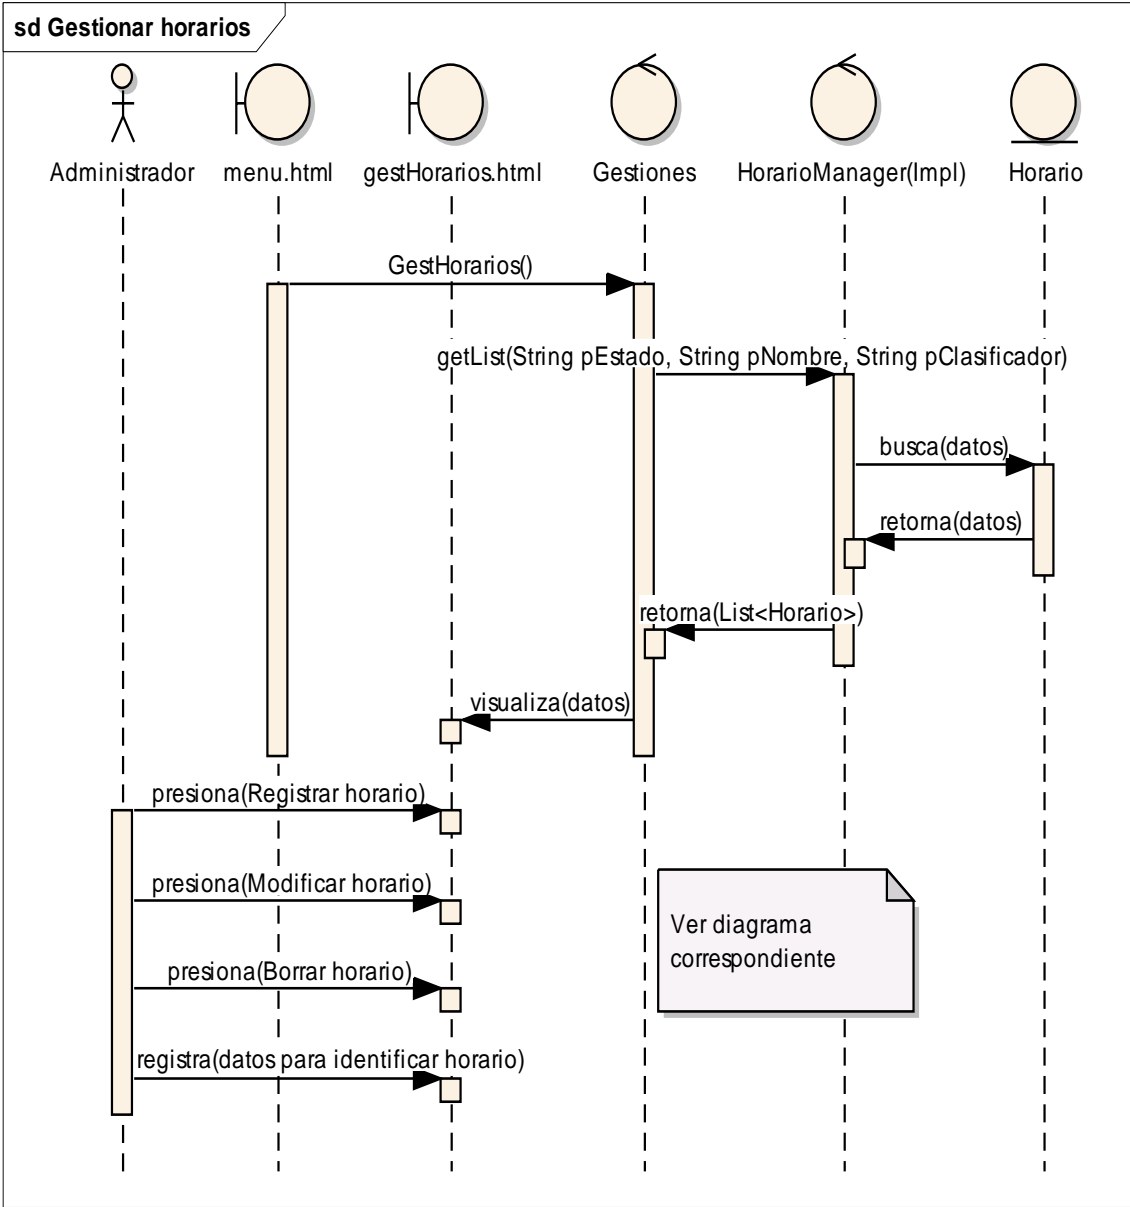 sd Gestionar horarios
Administrador
menu.html
gestHorarios.html
Gestiones
HorarioManager(Impl)
Horario
GestHorarios()
getList(String pEstado, String pNombre, String pClasificador)
busca(datos)
retorna(datos)
retorna(List<Horario>)
visualiza(datos)
presiona(Registrar horario)
presiona(Modificar horario)
Ver diagrama
correspondiente
presiona(Borrar horario)
registra(datos para identificar horario)